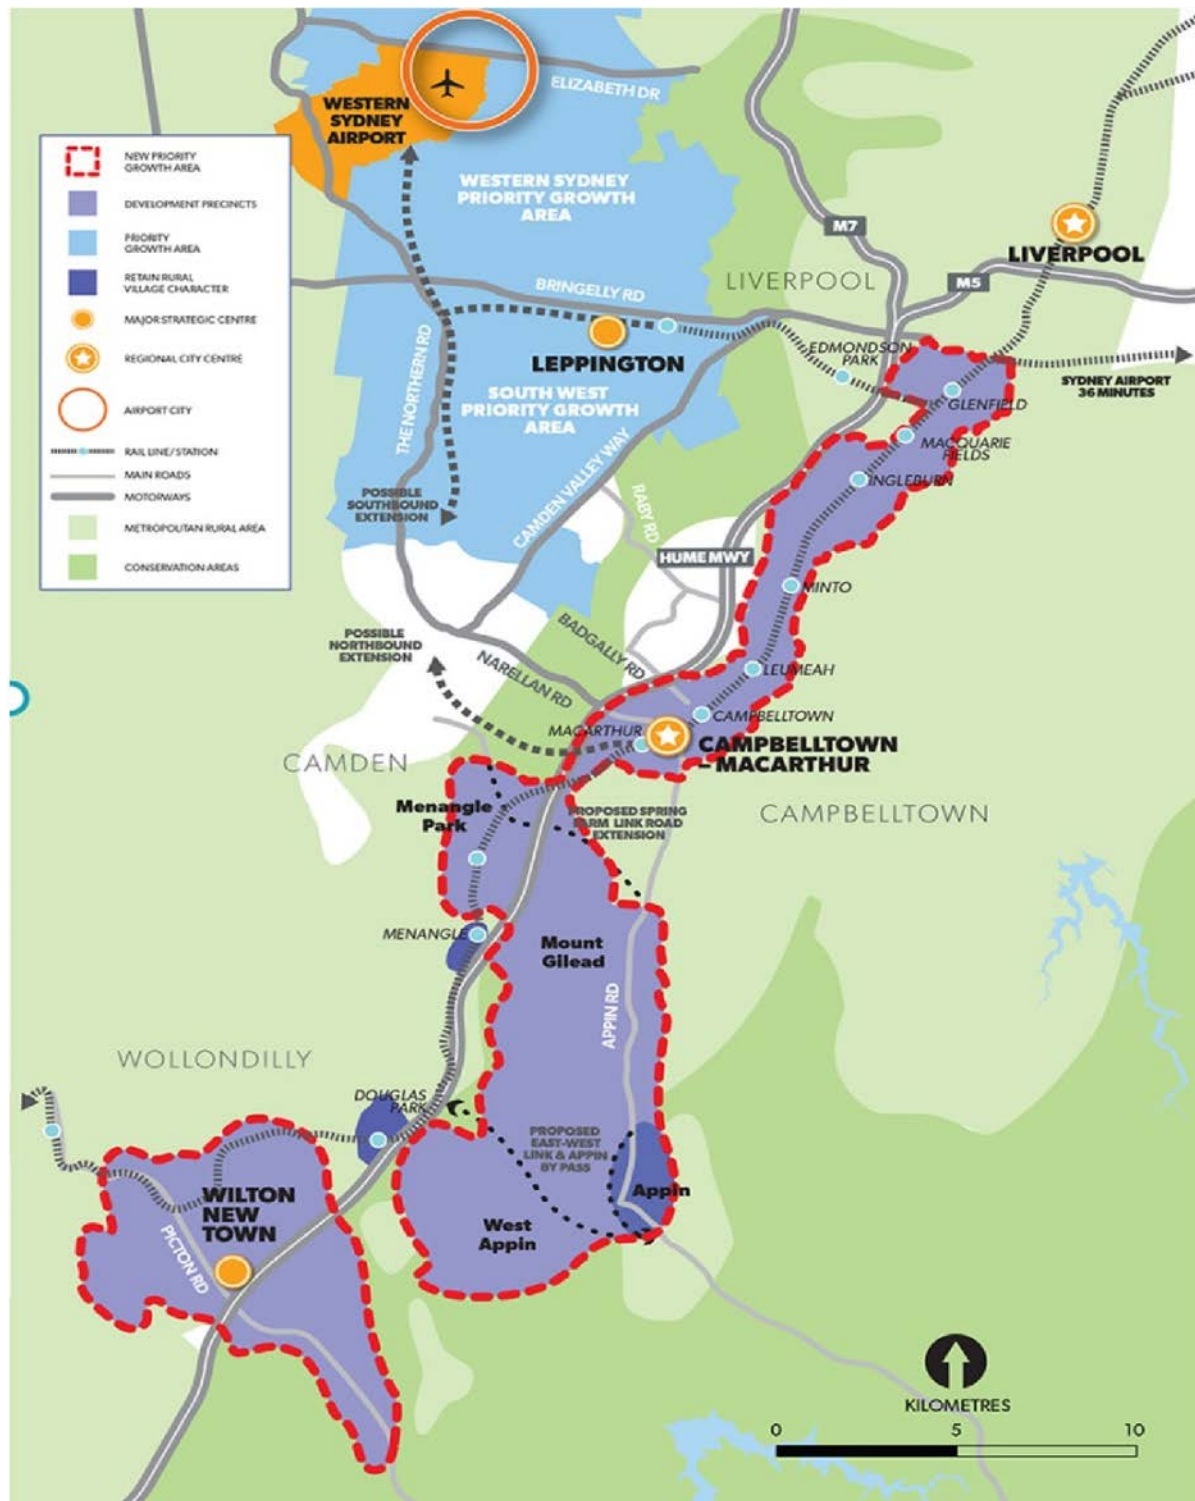 ELIZABETH DR
WESTERN
SYDNEY
AIRPORT
NEW PRIORITY
GROWTH AREA
DEVELOPMENT PRECINCTS
PRIORITY
GROWTH AREA
RETAIN RURAL
VILLAGE CHARACTER
MAJOR STRATEGIC CENTRE
REGIONAL CITY CENTRE
AIRPORT CITY
RAIL LINE/STATION
MAIN ROADS
MOTORWAYS
METROPOLITAN RURAL AREA
CONSERVATION AREAS
WESTERN SYDNEY
PRIORITY GROWTH
AREA
M7
LIVERPOOL
LIVERPOOL
M5
BRINGELLY RD
THE NORTHERN RD
LEPPINGTON
EDMONDSON
PARK
SYDNEY AIRPORT
36 MINUTES
SOUTH WEST
PRIORITY GROWTH
AREA
GLENFIELD
MACQUARIE
FIELDS
INGLEBURN
CAMDEN VALLEY WAY
RABY RD
POSSIBLE
SOUTHBOUND
EXTENSION
HUME MWY
MINTO
POSSIBLE
NORTHBOUND
EXTENSION
BADGALLY RD
NARELLAN RD
LEUMEAH
CAMPBELLTOWN
MACARTHUR
CAMPBELLTOWN
– MACARTHUR
CAMDEN
Menangle
Park
PROPOSED SPRING
FARM LINK ROAD
EXTENSION
CAMPBELLTOWN
MENANGLE
Mount
Gilead
APPIN RD
WOLLONDILLY
DOUGLAS
PARK
PROPOSED
EAST-WEST
LINK & APPIN
BY PASS
Appin
WILTON
NEW
TOWN
West
Appin
PICTON RD
KILOMETRES
0 5 10